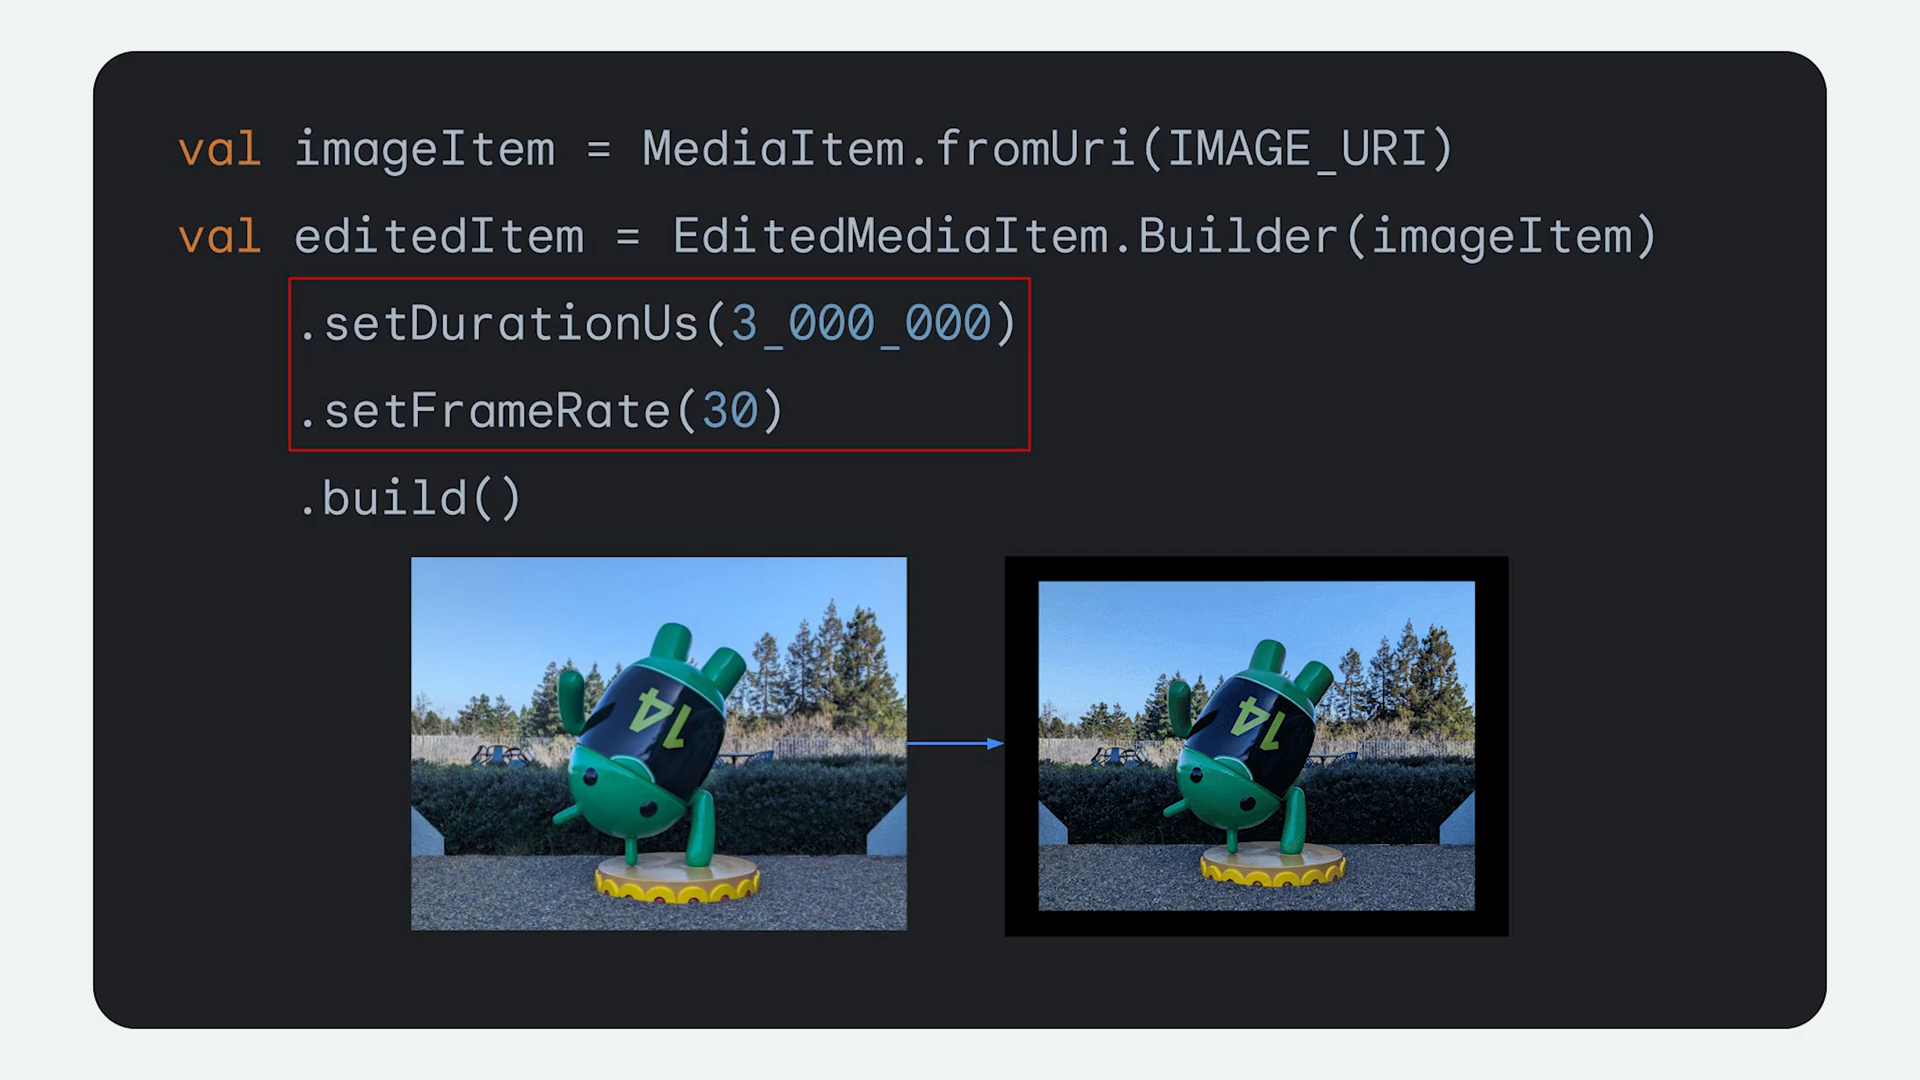 val imageItem = MediaItem.fromUri(IMAGE_URI)
val editedItem = EditedMediaItem.Builder(imageItem)
.setDurationUs(3_000_000)
.setFrameRate(30)
.build()
14
14